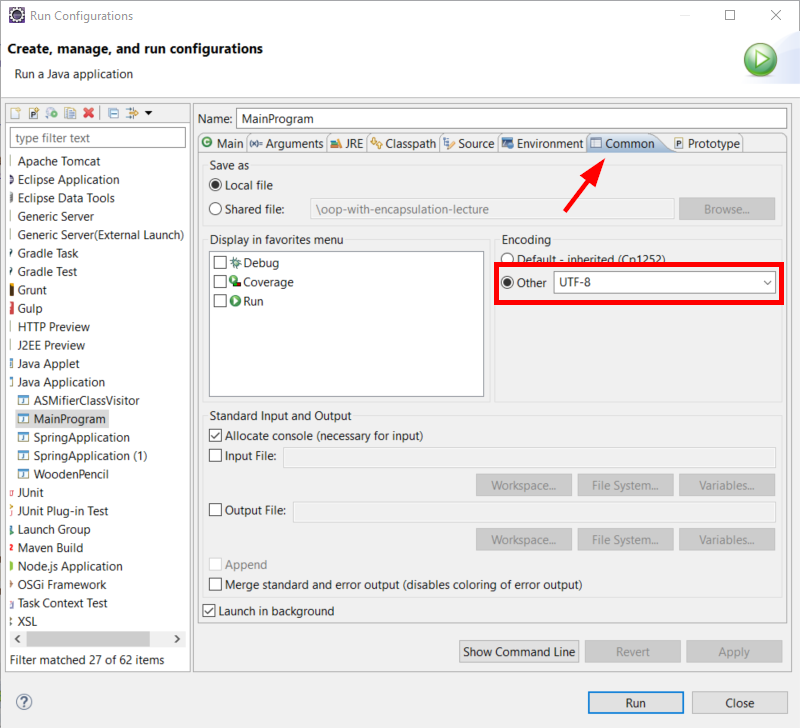 Run Configurations
Create, manage, and run configurations
Run a Java application
type filter text
Apache Tomcat
Eclipse Application
Eclipse Data Tools
Generic Server
Generic Server(External Launch)
Gradle Task
Gradle Test
Grunt
Gulp
HTTP Preview
J2EE Preview
Java Applet
Java Application
ASMifierClassVisitor
MainProgram
SpringApplication
SpringApplication (1)
WoodenPencil
JUnit
JUnit Plug-in Test
Launch Group
Maven Build
Node.js Application
OSGi Framework
Task Context Test
XSL
Filter matched 27 of 62 items
Name: MainProgram
Main (x)= Arguments JRE Classpath Source Environment Common P Prototype
Save as
Local file
Shared file: \oop-with-encapsulation-lecture Browse...
Display in favorites menu
Debug
Coverage
Run
Encoding
Default - inherited (Cp1252)
Other UTF-8
Standard Input and Output
Allocate console (necessary for input)
Input File:
Workspace... File System... Variables...
Output File:
Workspace... File System... Variables...
Append
Merge standard and error output (disables coloring of error output)
Launch in background
Show Command Line Revert Apply
? Run Close